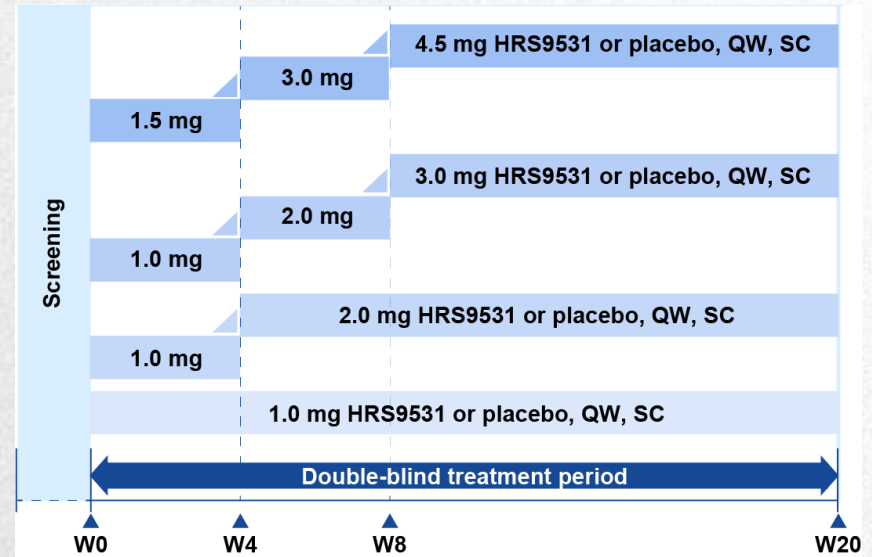 Screening
4.5 mg HRS9531 or placebo, QW, SC
3.0 mg
1.5 mg
3.0 mg HRS9531 or placebo, QW, SC
2.0 mg
1.0 mg
2.0 mg HRS9531 or placebo, QW, SC
1.0 mg
1.0 mg HRS9531 or placebo, QW, SC
Double-blind treatment period
W0 W4 W8 W20